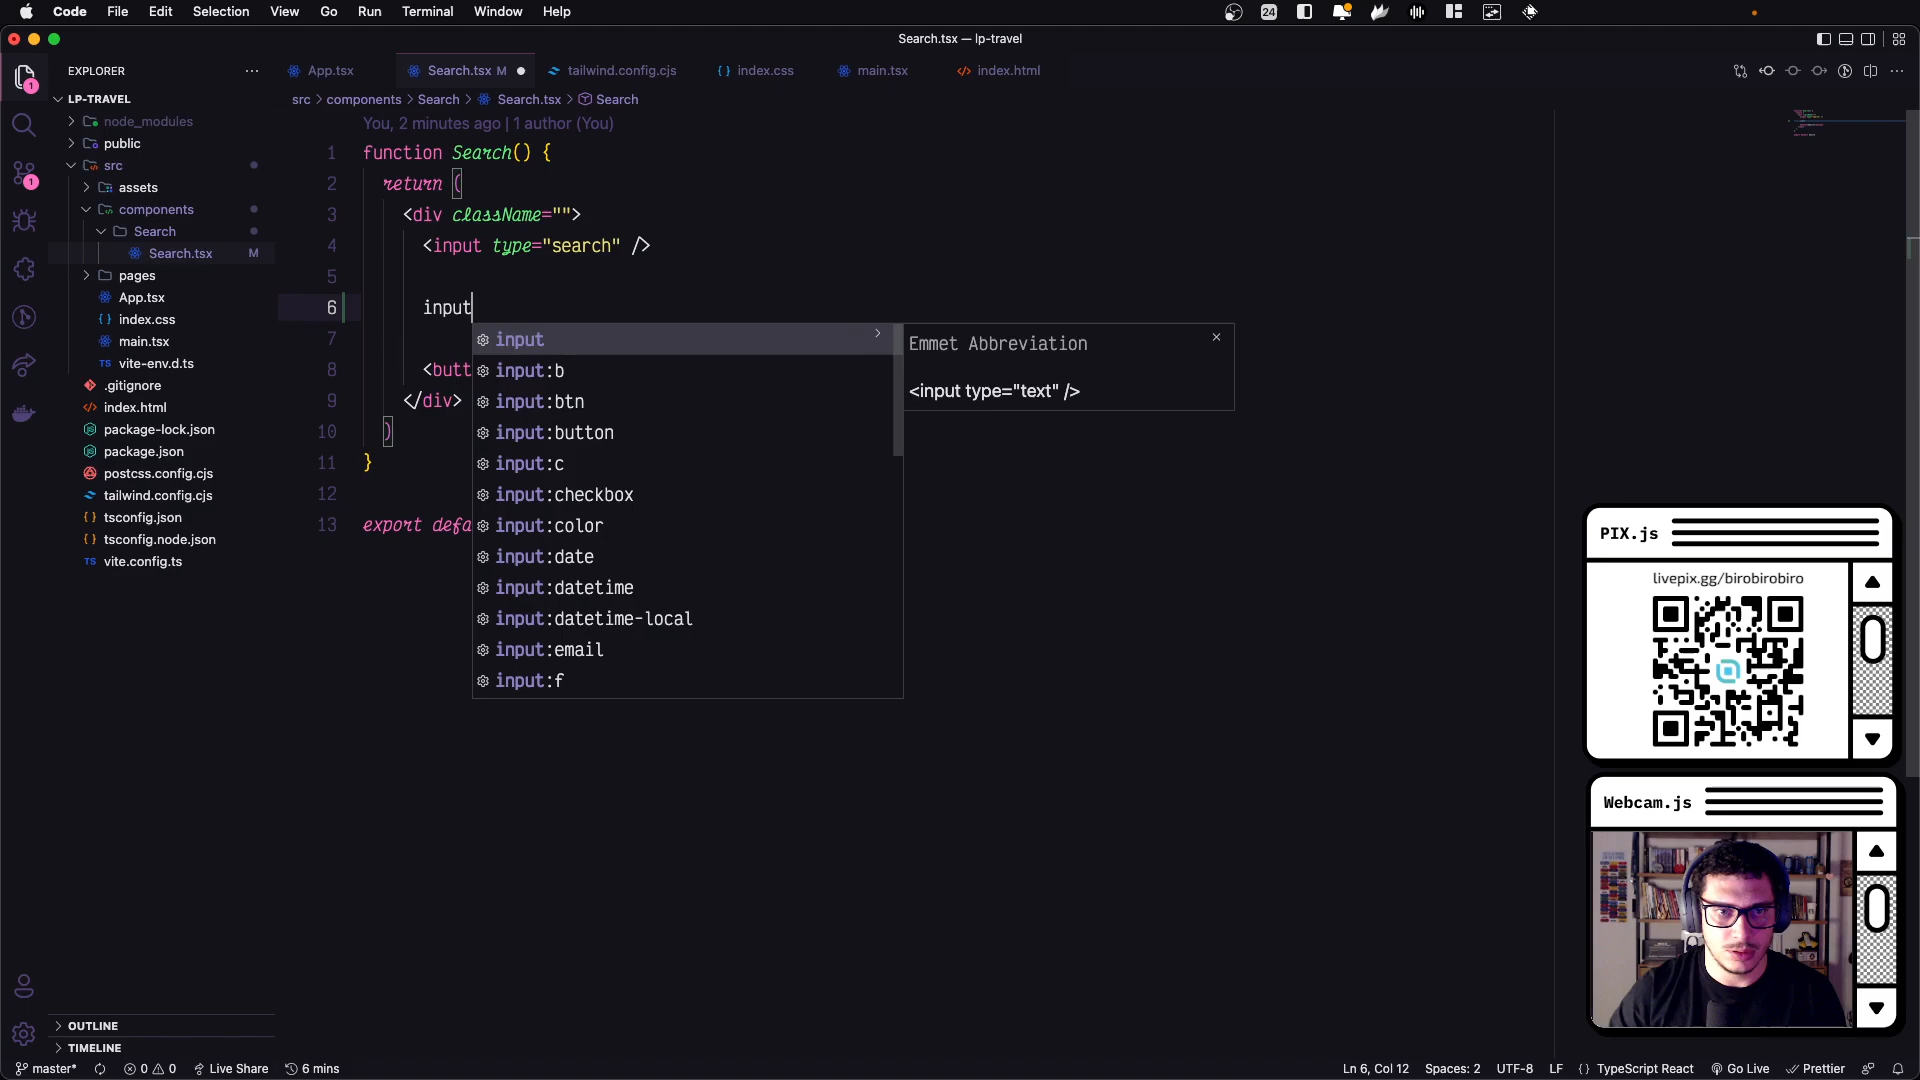 Code File Edit Selection View Go Run Terminal Window Help
24
Search.tsx — lp-travel
EXPLORER
App.tsx
Search.tsx M
tailwind.config.cjs
{ } index.css
main.tsx
index.html
src > components > Search > Search.tsx > Search
LP-TRAVEL
node_modules
public
src
assets
components
Search
Search.tsx M
pages
App.tsx
{ } index.css
main.tsx
TS vite-env.d.ts
.gitignore
index.html
package-lock.json
package.json
postcss.config.cjs
tailwind.config.cjs
{ } tsconfig.json
{ } tsconfig.node.json
TS vite.config.ts
OUTLINE
TIMELINE
1
1
You, 2 minutes ago | 1 author (You)
1 function Search() {
2 return (
3 <div className="">
4 <input type="search" />
5
6 input
7
8 <butt
9 </div>
10 )
11 }
12
13 export defa
input
input:b
input:btn
input:button
input:c
input:checkbox
input:color
input:date
input:datetime
input:datetime-local
input:email
input:f
Emmet Abbreviation
<input type="text" />
PIX.js
livepix.gg/birobirobiro
Webcam.js
master* 0 0 Live Share 6 mins
Ln 6, Col 12 Spaces: 2 UTF-8 LF { } TypeScript React Go Live Prettier